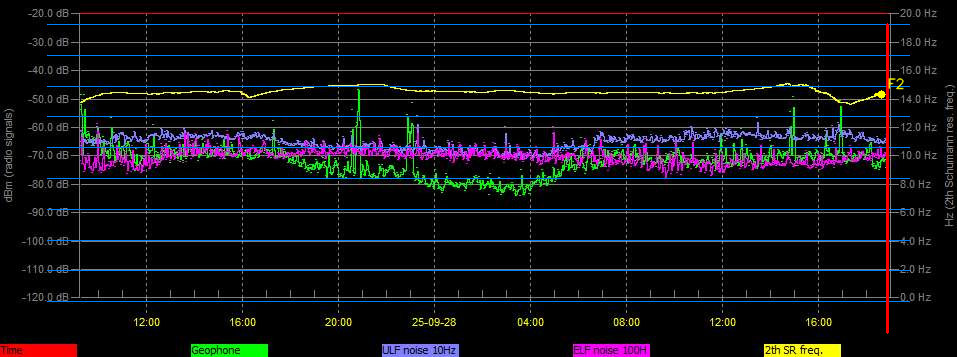 -20.0 dB 20.0 Hz
-30.0 dB 18.0 Hz
-40.0 dB 16.0 Hz
-50.0 dB 14.0 Hz
F2
-60.0 dB 12.0 Hz
-70.0 dB 10.0 Hz
-80.0 dB 8.0 Hz
-90.0 dB 6.0 Hz
-100.0 dB 4.0 Hz
-110.0 dB 2.0 Hz
-120.0 dB 0.0 Hz
dBm (radio signals)
Hz (2th Schumann res. freq.)
12:00 16:00 20:00 25-09-28 04:00 08:00 12:00 16:00
Time Geophone ULF noise 10Hz ELF noise 100H 2th SR freq.